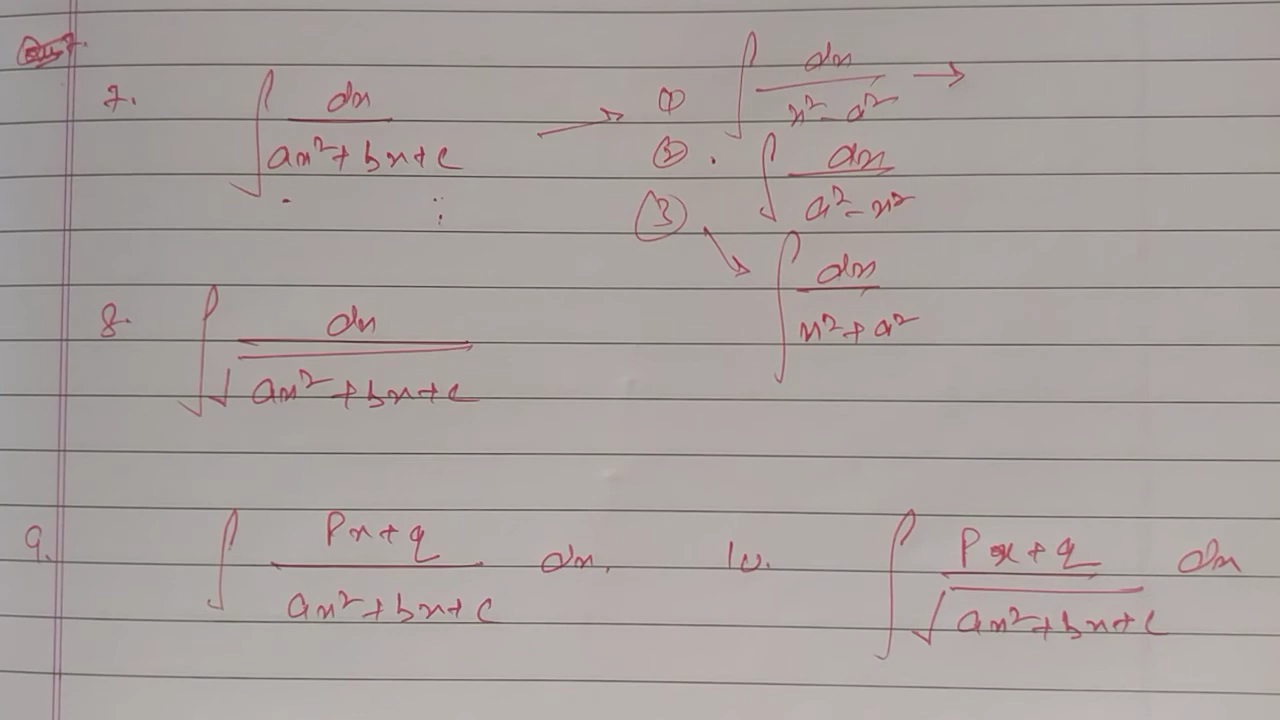 7. ∫ dx / (ax² + bx + c) → ① ∫ dx / (x² - a²) →
② . ∫ dx / (a² - x²)
③ ↘ ∫ dx / (x² + a²)
8. ∫ dx / √(ax² + bx + c)
9. ∫ (Px + q) / (ax² + bx + c) dx, 10. ∫ (Px + q) / √(ax² + bx + c) dx